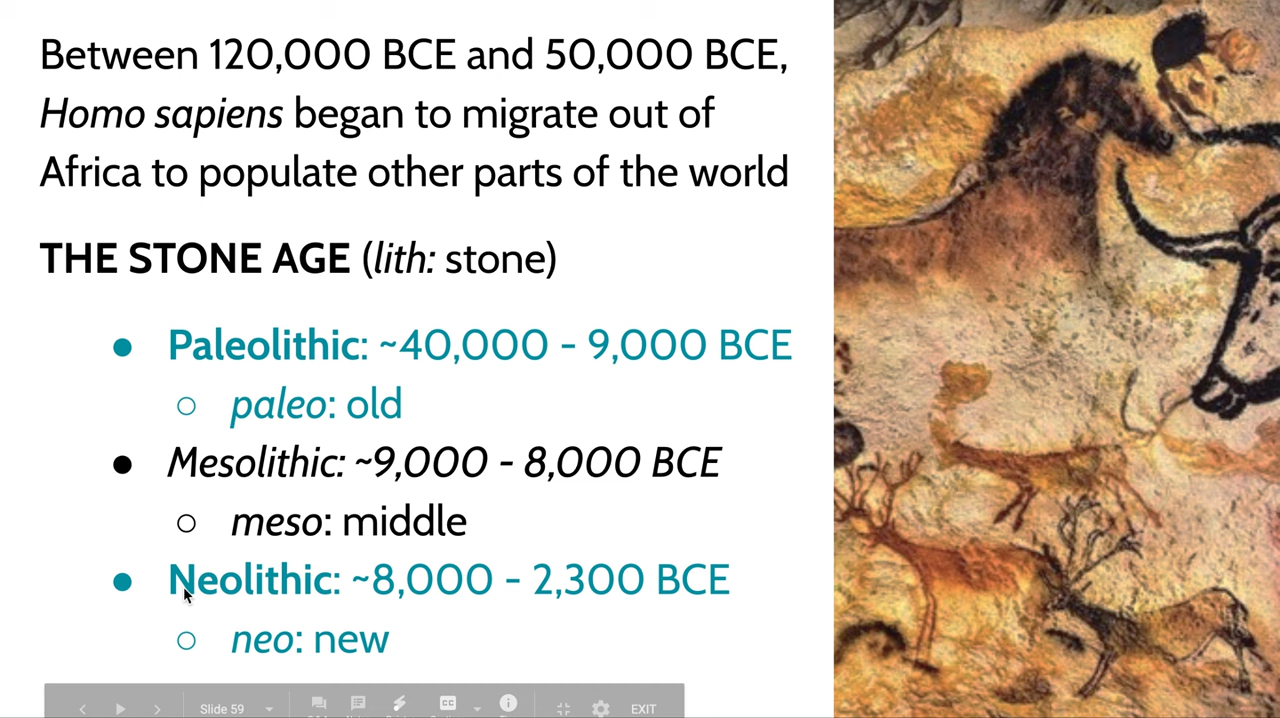 Between 120,000 BCE and 50,000 BCE,
Homo sapiens began to migrate out of
Africa to populate other parts of the world
THE STONE AGE (lith: stone)
● Paleolithic: ~40,000 - 9,000 BCE
○ paleo: old
● Mesolithic: ~9,000 - 8,000 BCE
○ meso: middle
● Neolithic: ~8,000 - 2,300 BCE
○ neo: new
Slide 59 EXIT